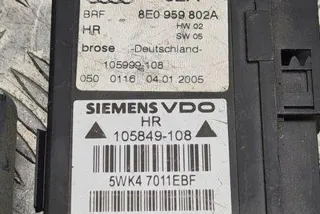 BRF 8E0 959 802A
HR HW 02
SW 05
brose -Deutschland-
105999-108
050 0116 04.01.2005
SIEMENS VDO
HR
105849-108
5WK4 7011EBF